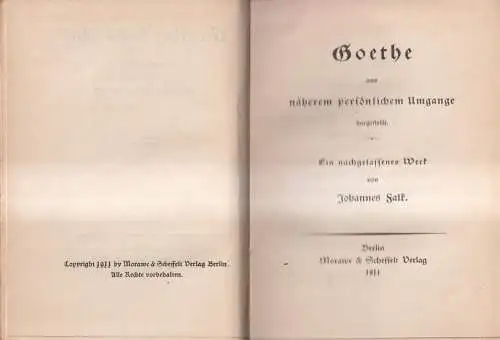 Copyright 1911 by Morawe & Scheffelt Verlag Berlin.
Alle Rechte vorbehalten.
Goethe
aus
näherem persönlichem Umgange
dargestellt.
Ein nachgelassenes Werk
von
Johannes Falk.
Berlin
Morawe & Scheffelt Verlag
1911